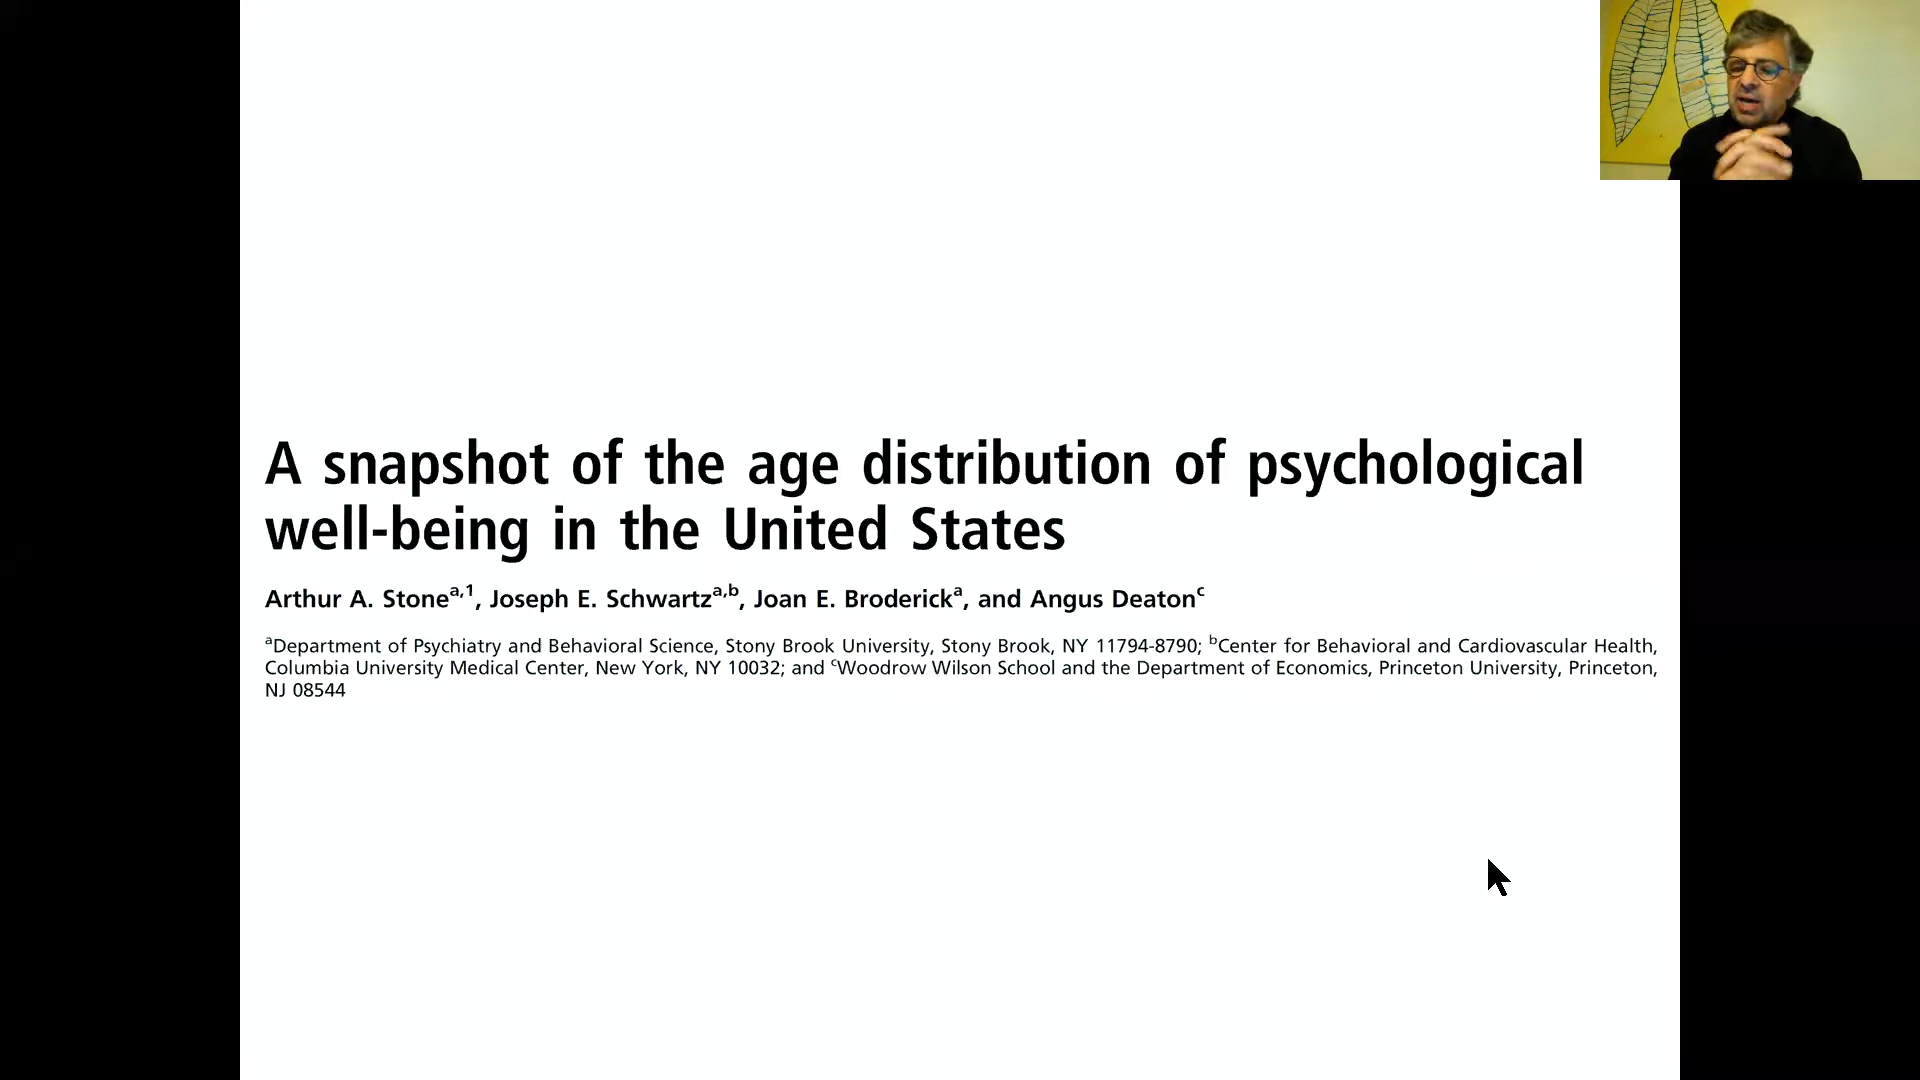 A snapshot of the age distribution of psychological
well-being in the United States
Arthur A. Stoneᵃ,¹, Joseph E. Schwartzᵃ,ᵇ, Joan E. Broderickᵃ, and Angus Deatonᶜ
ᵃDepartment of Psychiatry and Behavioral Science, Stony Brook University, Stony Brook, NY 11794-8790; ᵇCenter for Behavioral and Cardiovascular Health,
Columbia University Medical Center, New York, NY 10032; and ᶜWoodrow Wilson School and the Department of Economics, Princeton University, Princeton,
NJ 08544